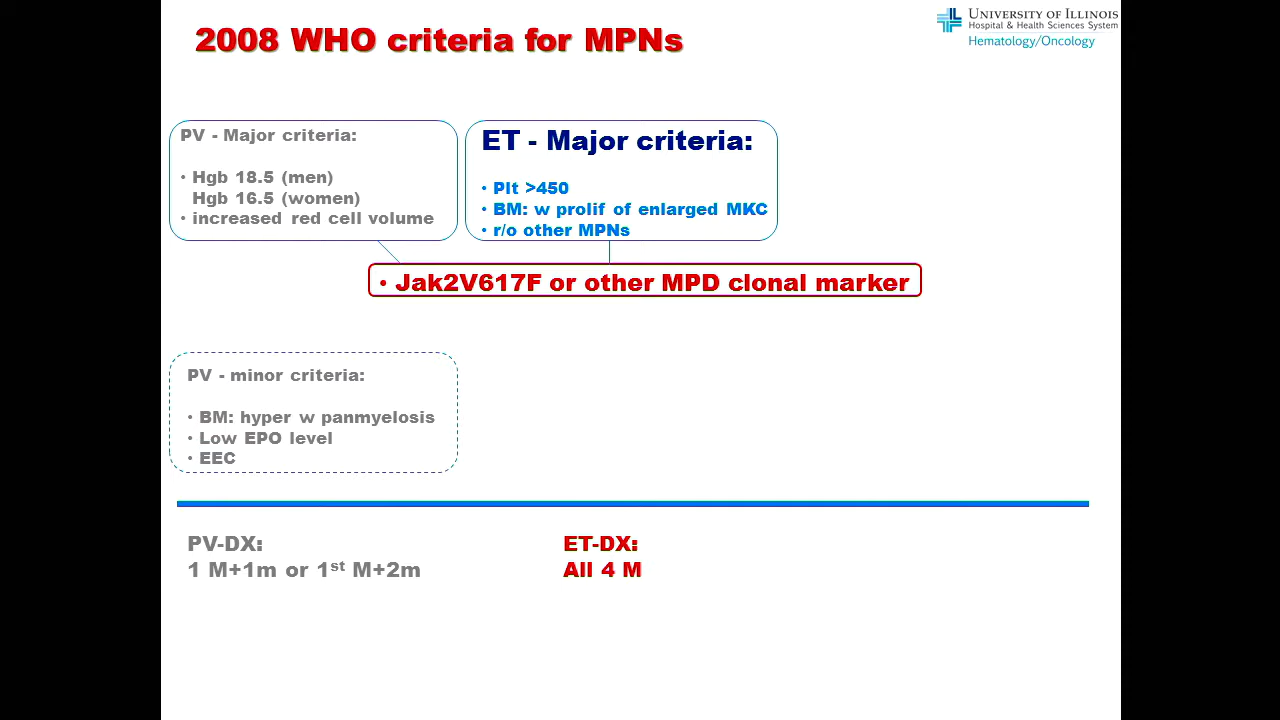 2008 WHO criteria for MPNs
UNIVERSITY OF ILLINOIS
Hospital & Health Sciences System
Hematology/Oncology
PV - Major criteria:
• Hgb 18.5 (men)
Hgb 16.5 (women)
• increased red cell volume
ET - Major criteria:
• Plt >450
• BM: w prolif of enlarged MKC
• r/o other MPNs
• Jak2V617F or other MPD clonal marker
PV - minor criteria:
• BM: hyper w panmyelosis
• Low EPO level
• EEC
PV-DX:
1 M+1m or 1st M+2m
ET-DX:
All 4 M